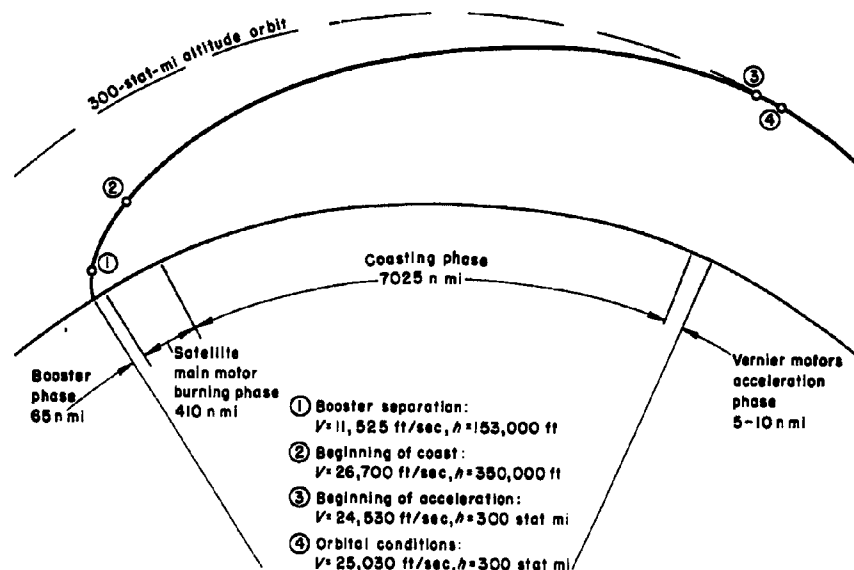 300-stat-mi altitude orbit
③
④
②
①
Coasting phase
7025 n mi
Booster
phase
65 n mi
Satellite
main motor
burning phase
410 n mi
Vernier motors
acceleration
phase
5-10 n mi
① Booster separation:
V=11,525 ft/sec, h=153,000 ft
② Beginning of coast:
V=26,700 ft/sec, h=350,000 ft
③ Beginning of acceleration:
V=24,530 ft/sec, h=300 stat mi
④ Orbital conditions:
V=25,030 ft/sec, h=300 stat mi